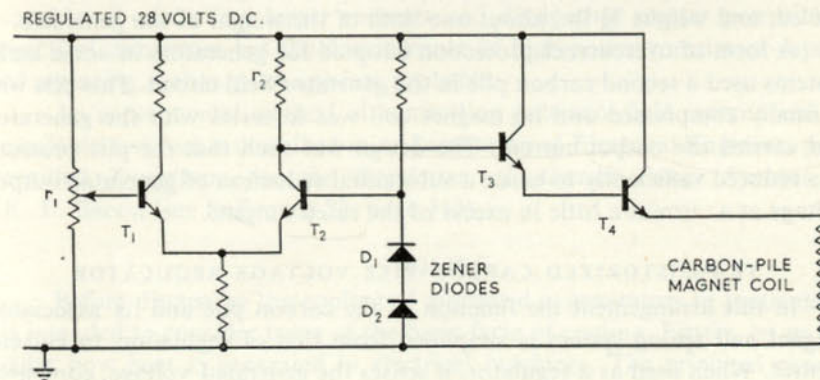 REGULATED 28 VOLTS D.C.
r₂
r₁
T₁
T₂
T₃
T₄
D₁
ZENER
DIODES
D₂
CARBON-PILE
MAGNET COIL